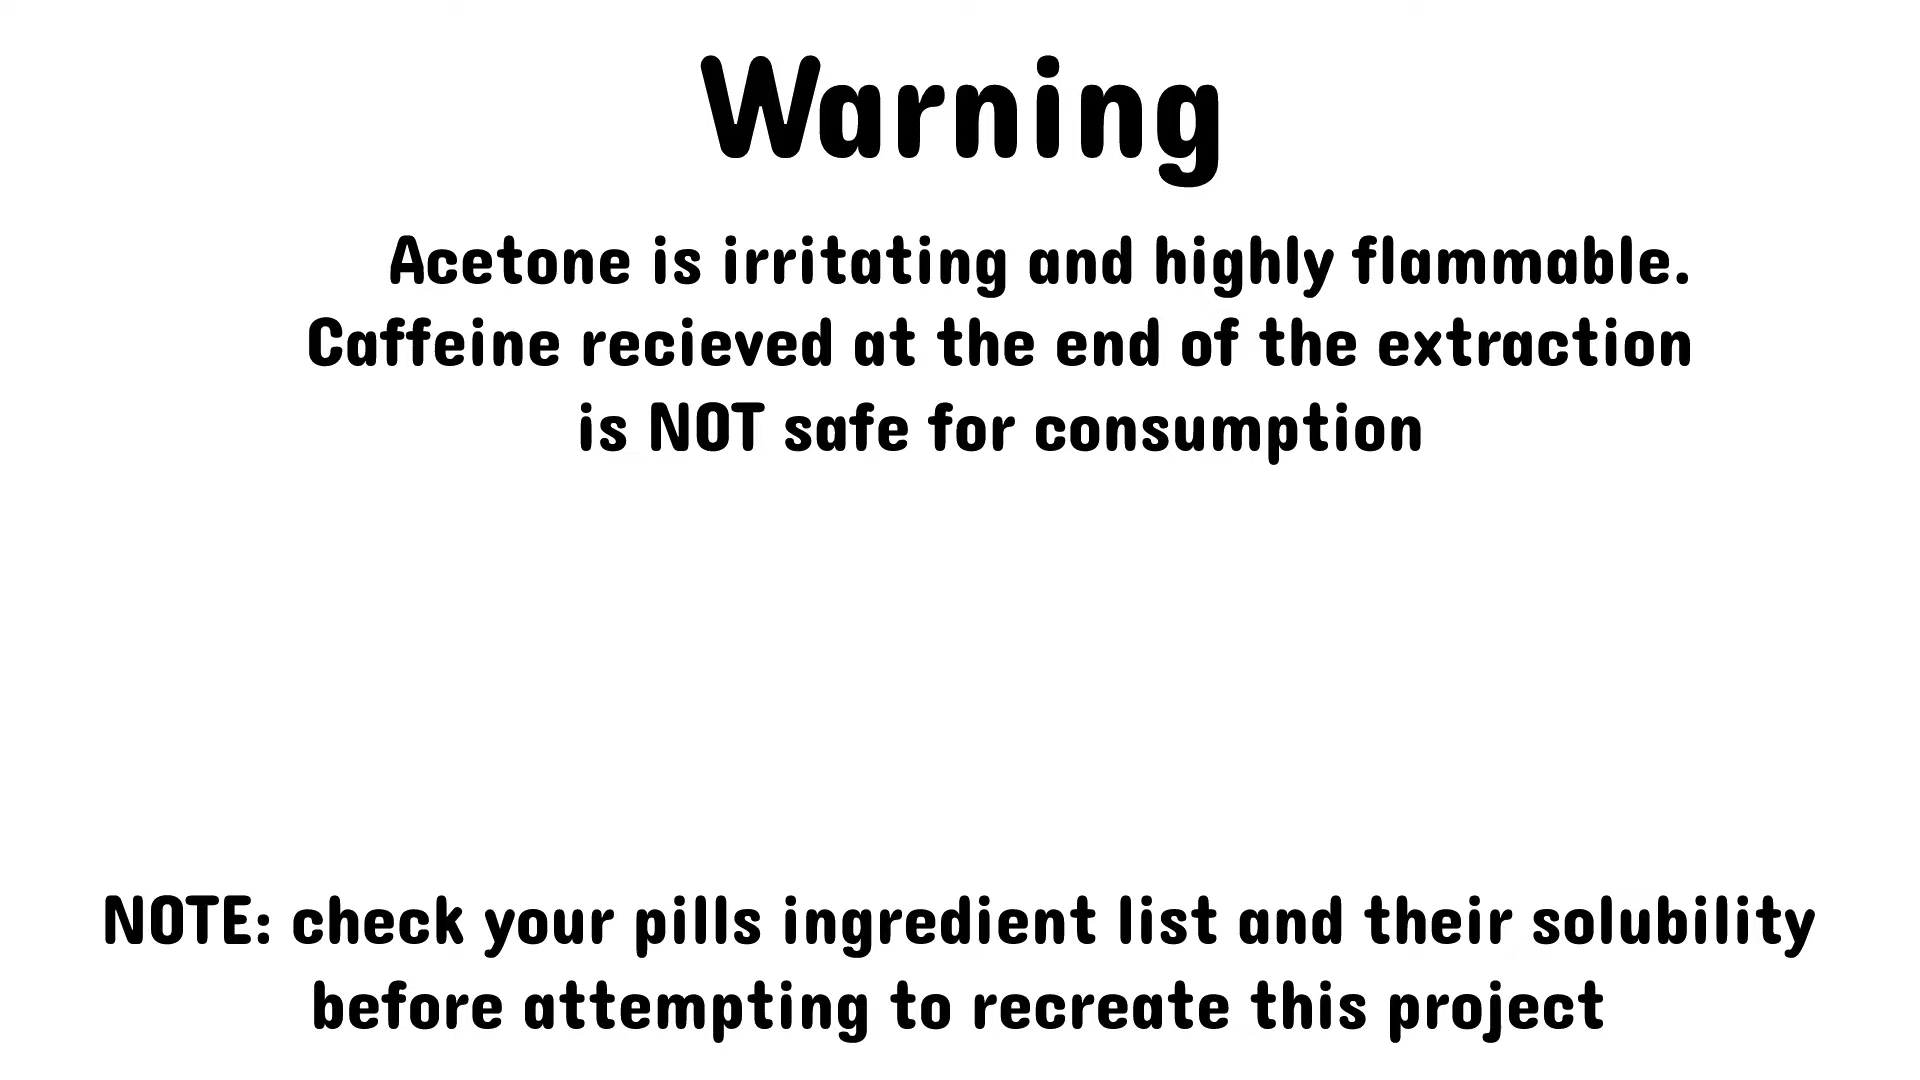 Warning
Acetone is irritating and highly flammable.
Caffeine recieved at the end of the extraction
is NOT safe for consumption
NOTE: check your pills ingredient list and their solubility
before attempting to recreate this project